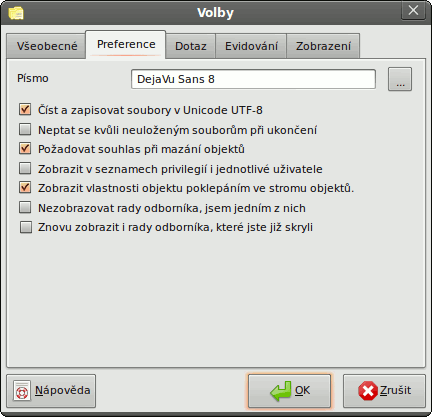 Volby
Všeobecné Preference Dotaz Evidování Zobrazení
Písmo DejaVu Sans 8 ...
Číst a zapisovat soubory v Unicode UTF-8
Neptat se kvůli neuloženým souborům při ukončení
Požadovat souhlas při mazání objektů
Zobrazit v seznamech privilegií i jednotlivé uživatele
Zobrazit vlastnosti objektu poklepáním ve stromu objektů.
Nezobrazovat rady odborníka, jsem jedním z nich
Znovu zobrazit i rady odborníka, které jste již skryli
Nápověda OK Zrušit